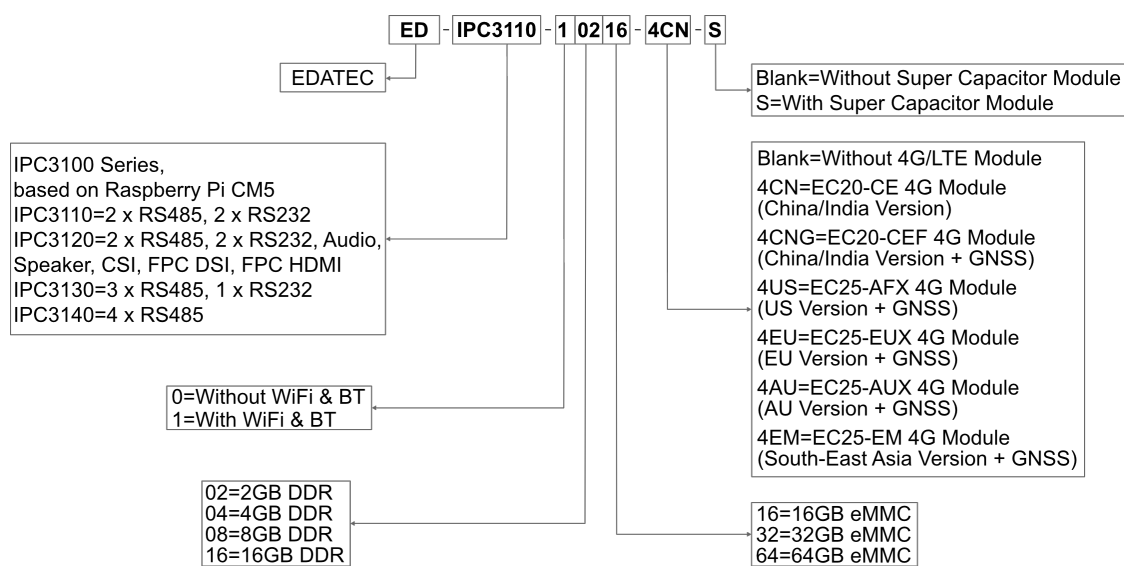 ED - IPC3110 - 1 02 16 - 4CN - S
EDATEC
Blank=Without Super Capacitor Module
S=With Super Capacitor Module
IPC3100 Series,
based on Raspberry Pi CM5
IPC3110=2 x RS485, 2 x RS232
IPC3120=2 x RS485, 2 x RS232, Audio,
Speaker, CSI, FPC DSI, FPC HDMI
IPC3130=3 x RS485, 1 x RS232
IPC3140=4 x RS485
Blank=Without 4G/LTE Module
4CN=EC20-CE 4G Module
(China/India Version)
4CNG=EC20-CEF 4G Module
(China/India Version + GNSS)
4US=EC25-AFX 4G Module
(US Version + GNSS)
4EU=EC25-EUX 4G Module
(EU Version + GNSS)
4AU=EC25-AUX 4G Module
(AU Version + GNSS)
4EM=EC25-EM 4G Module
(South-East Asia Version + GNSS)
0=Without WiFi & BT
1=With WiFi & BT
02=2GB DDR
04=4GB DDR
08=8GB DDR
16=16GB DDR
16=16GB eMMC
32=32GB eMMC
64=64GB eMMC